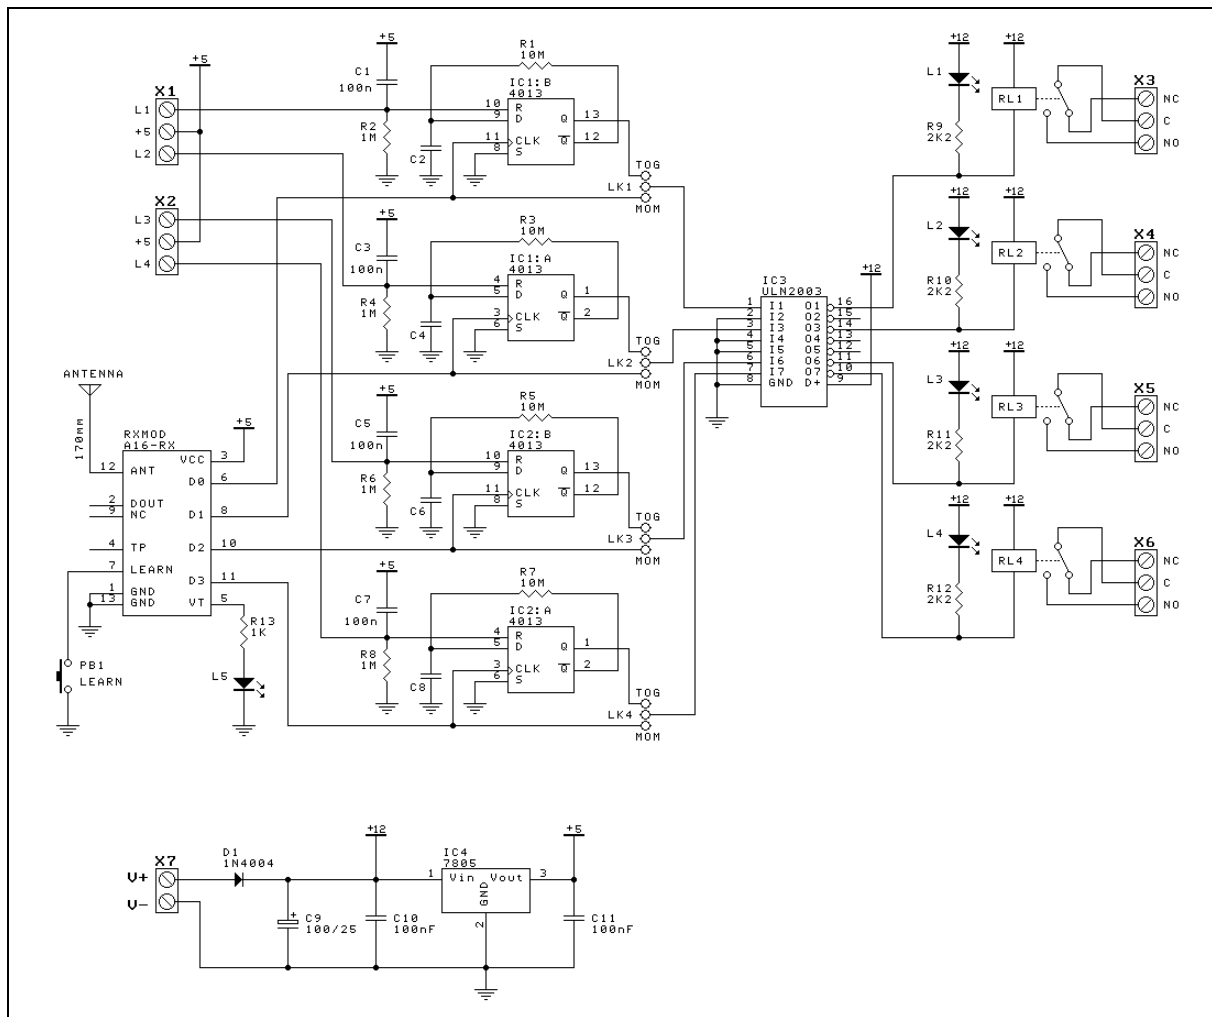 +5
X1
L1
+5
L2
X2
L3
+5
L4
+5
C1
100n
R2
1M
R1
10M
IC1:B
4013
10 R
9 D
11 CLK
8 S
Q 13
Q 12
C2
TOG
LK1
MOM
+5
C3
100n
R4
1M
R3
10M
IC1:A
4013
4 R
5 D
3 CLK
6 S
Q 1
Q 2
C4
TOG
LK2
MOM
+5
C5
100n
R6
1M
R5
10M
IC2:B
4013
10 R
9 D
11 CLK
8 S
Q 13
Q 12
C6
TOG
LK3
MOM
+5
C7
100n
R8
1M
R7
10M
IC2:A
4013
4 R
5 D
3 CLK
6 S
Q 1
Q 2
C8
TOG
LK4
MOM
ANTENNA
170mm
RXMOD
A16-RX
+5
12 ANT
2 DOUT
9 NC
4 TP
7 LEARN
1 GND
13 GND
VCC 3
D0 6
D1 8
D2 10
D3 11
VT 5
R13
1K
L5
PB1
LEARN
IC3
ULN2003
+12
1 I1 O1 16
2 I2 O2 15
3 I3 O3 14
4 I4 O4 13
5 I5 O5 12
6 I6 O6 11
7 I7 O7 10
8 GND D+ 9
+12
+12
L1
R9
2K2
RL1
X3
NC
C
NO
+12
+12
L2
R10
2K2
RL2
X4
NC
C
NO
+12
+12
L3
R11
2K2
RL3
X5
NC
C
NO
+12
+12
L4
R12
2K2
RL4
X6
NC
C
NO
X7
V+
V-
D1
1N4004
+12
C9
+
100/25
C10
100nF
IC4
7805
1 Vin Vout 3
GND
2
+5
C11
100nF